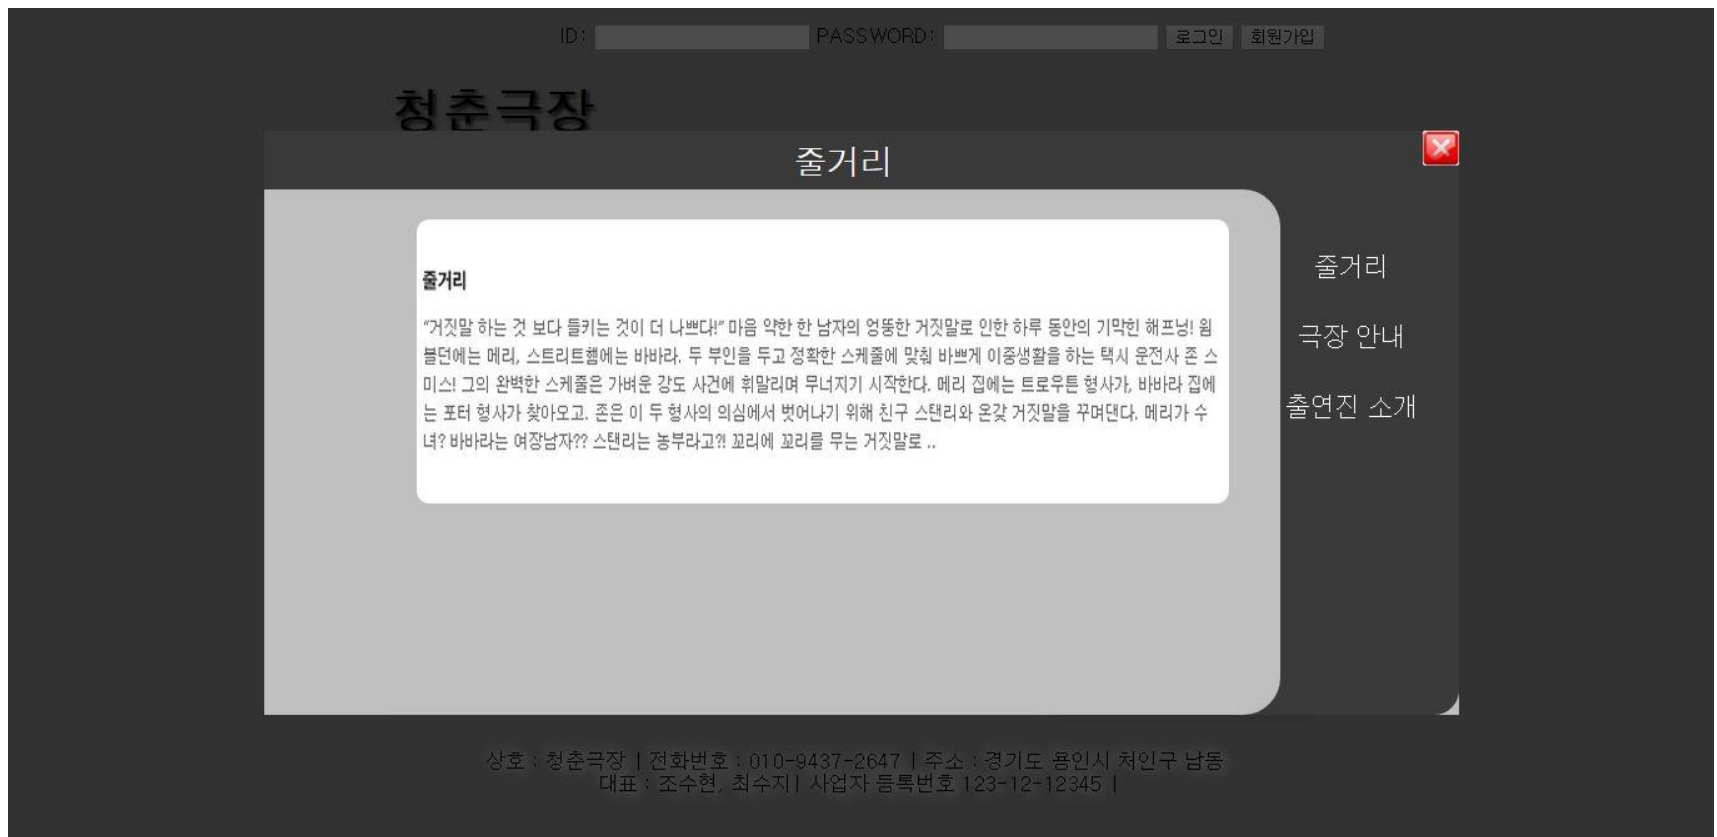 ID: PASSWORD: 로그인 회원가입
청춘극장
줄거리
줄거리
“거짓말 하는 것 보다 들키는 것이 더 나쁘다!” 마음 약한 한 남자의 엉뚱한 거짓말로 인한 하루 동안의 기막힌 해프닝! 윔
블던에는 메리, 스트리트햄에는 바바라. 두 부인을 두고 정확한 스케줄에 맞춰 바쁘게 이중생활을 하는 택시 운전사 존 스
미스! 그의 완벽한 스케줄은 가벼운 강도 사건에 휘말리며 무너지기 시작한다. 메리 집에는 트로우튼 형사가, 바바라 집에
는 포터 형사가 찾아오고. 존은 이 두 형사의 의심에서 벗어나기 위해 친구 스탠리와 온갖 거짓말을 꾸며댄다. 메리가 수
녀? 바바라는 여장남자?? 스탠리는 농부라고?! 꼬리에 꼬리를 무는 거짓말로 ..
줄거리
극장 안내
출연진 소개
상호 : 청춘극장 | 전화번호 : 010-9437-2647 | 주소 : 경기도 용인시 처인구 남동
대표 : 조수현, 최수지| 사업자 등록번호 123-12-12345 |